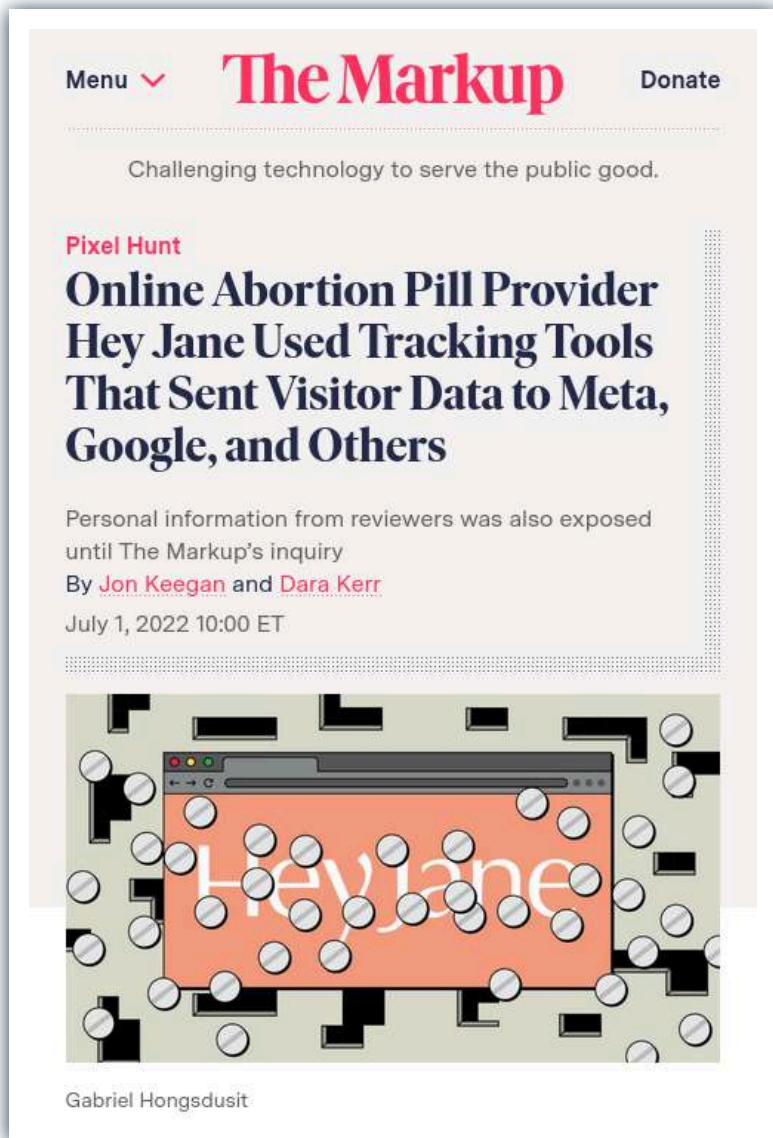 Menu The Markup Donate
Challenging technology to serve the public good.
Pixel Hunt
Online Abortion Pill Provider
Hey Jane Used Tracking Tools
That Sent Visitor Data to Meta,
Google, and Others
Personal information from reviewers was also exposed
until The Markup’s inquiry
By Jon Keegan and Dara Kerr
July 1, 2022 10:00 ET
Hey Jane
Gabriel Hongsdusit